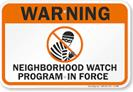 WARNING
NEIGHBORHOOD WATCH
PROGRAM IN FORCE